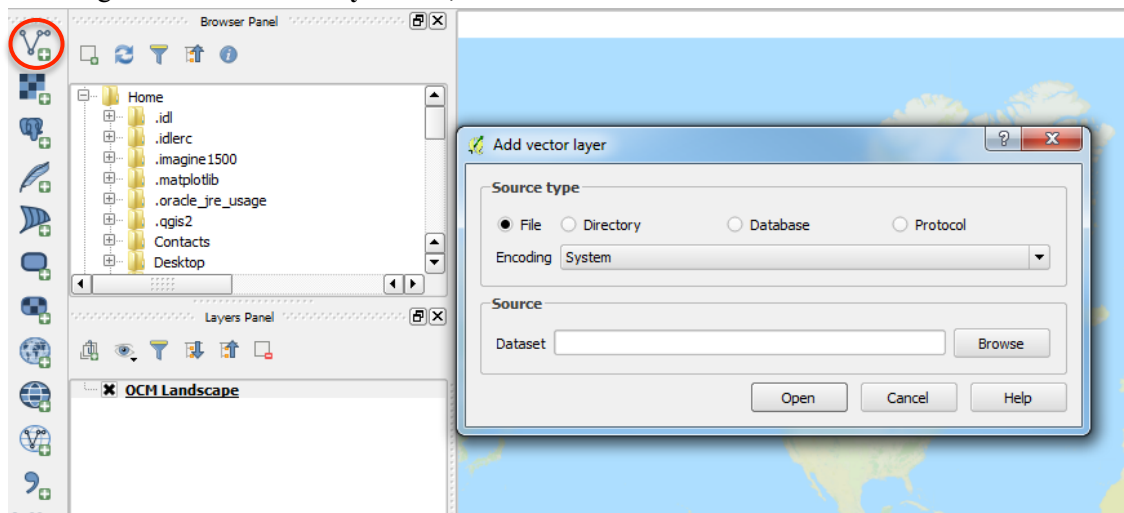 Browser Panel
Home
.idl
.idlerc
.imagine1500
.matplotlib
.oracle_jre_usage
.qgis2
Contacts
Desktop
Layers Panel
OCM Landscape
Add vector layer
Source type
File Directory Database Protocol
Encoding System
Source
Dataset Browse
Open Cancel Help